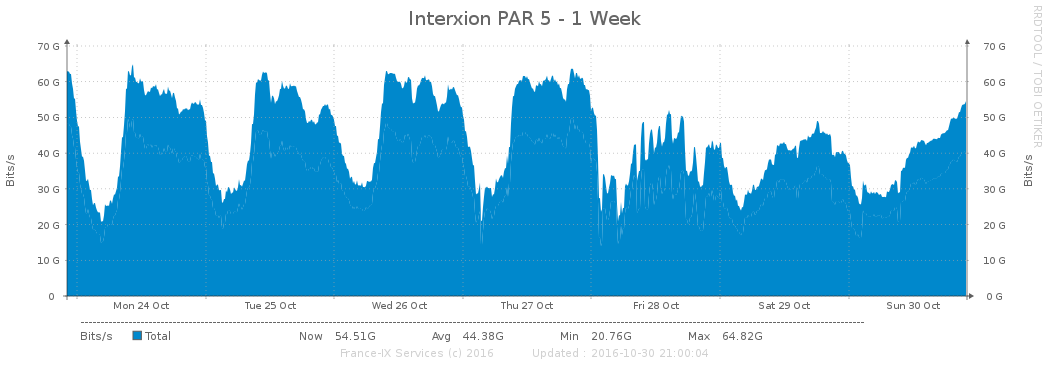 Interxion PAR 5 - 1 Week
RRDTOOL / TOBI OETIKER
Bits/s
70 G 70 G
60 G 60 G
50 G 50 G
40 G 40 G
30 G 30 G
20 G 20 G
10 G 10 G
0 0 G
Bits/s
Mon 24 Oct Tue 25 Oct Wed 26 Oct Thu 27 Oct Fri 28 Oct Sat 29 Oct Sun 30 Oct
Bits/s Total Now 54.51G Avg 44.38G Min 20.76G Max 64.82G
France-IX Services (c) 2016 Updated : 2016-10-30 21:00:04